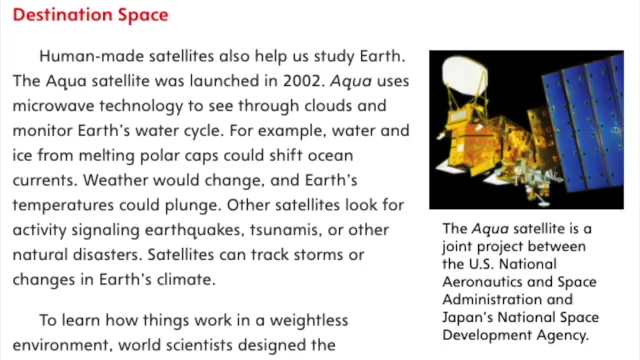 Destination Space
Human-made satellites also help us study Earth.
The Aqua satellite was launched in 2002. Aqua uses
microwave technology to see through clouds and
monitor Earth's water cycle. For example, water and
ice from melting polar caps could shift ocean
currents. Weather would change, and Earth's
temperatures could plunge. Other satellites look for
activity signaling earthquakes, tsunamis, or other
natural disasters. Satellites can track storms or
changes in Earth's climate.
To learn how things work in a weightless
environment, world scientists designed the
The Aqua satellite is a
joint project between
the U.S. National
Aeronautics and Space
Administration and
Japan's National Space
Development Agency.